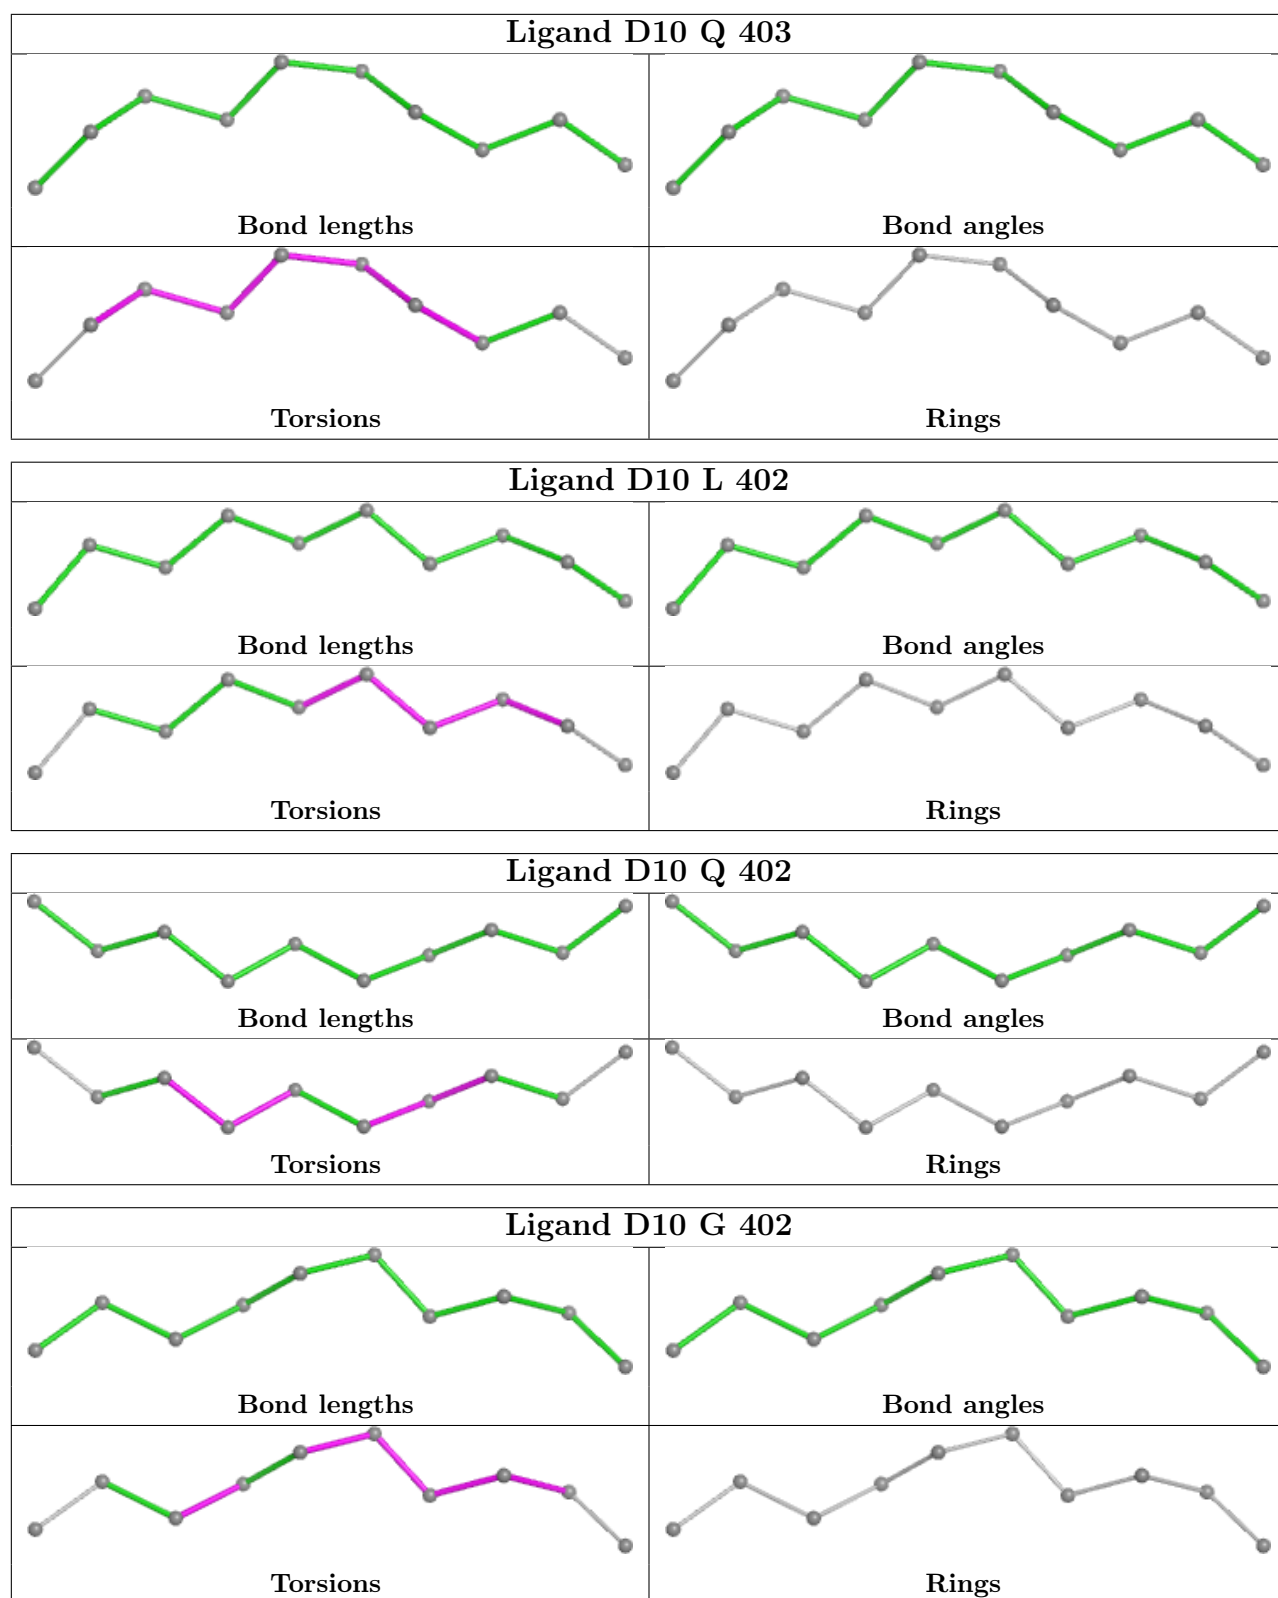 Ligand D10 Q 403
Bond lengths Bond angles
Torsions Rings
Ligand D10 L 402
Bond lengths Bond angles
Torsions Rings
Ligand D10 Q 402
Bond lengths Bond angles
Torsions Rings
Ligand D10 G 402
Bond lengths Bond angles
Torsions Rings